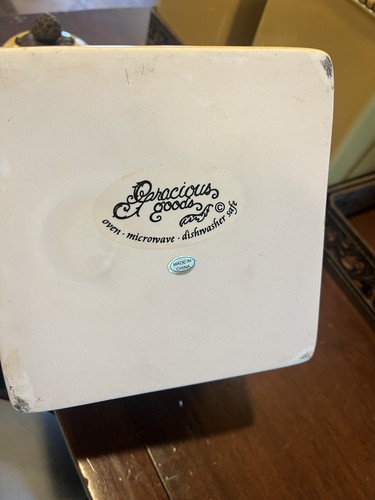 Gracious
goods ©
oven · microwave · dishwasher safe
MADE IN
CHINA